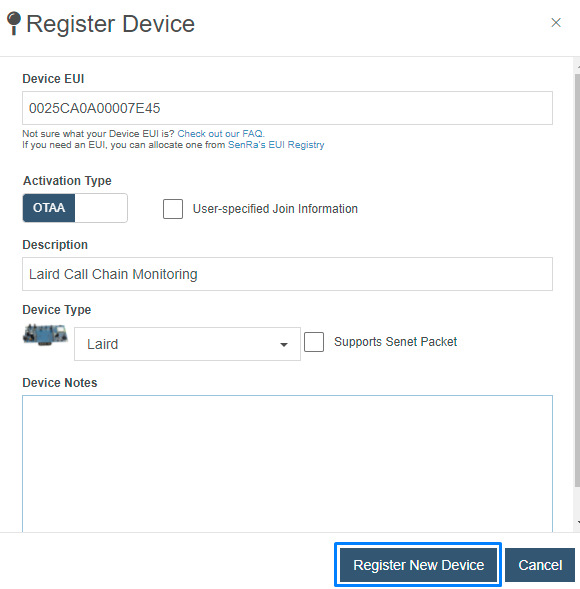 Register Device
Device EUI
0025CA0A00007E45
Not sure what your Device EUI is? Check out our FAQ.
If you need an EUI, you can allocate one from SenRa's EUI Registry
Activation Type
OTAA
User-specified Join Information
Description
Laird Call Chain Monitoring
Device Type
Laird
Supports Senet Packet
Device Notes
Register New Device
Cancel